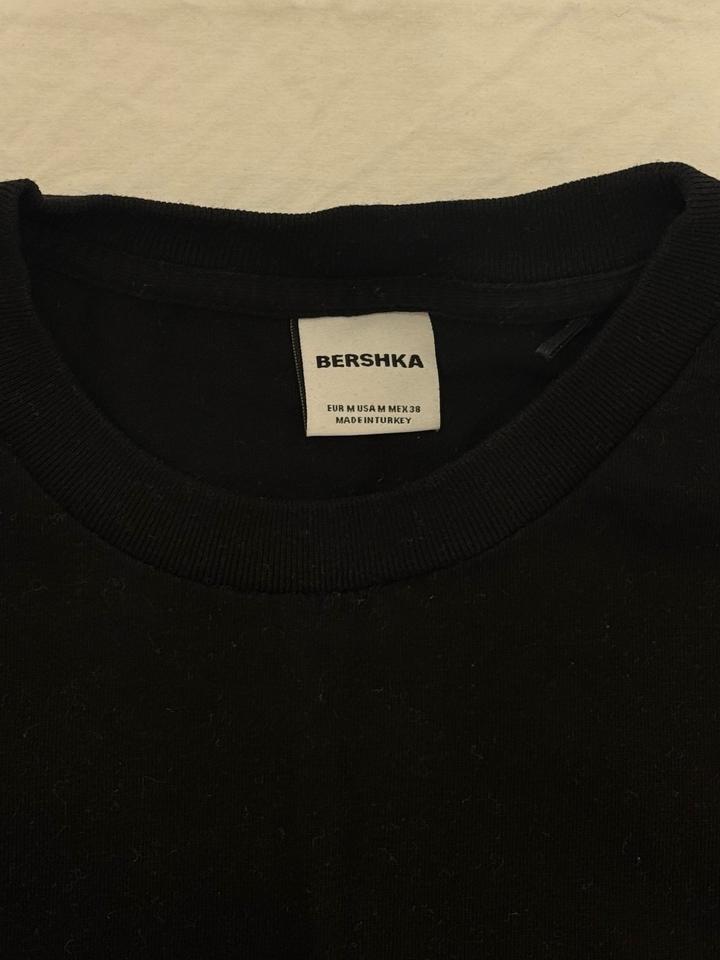 BERSHKA
EUR M USA M MEX 38
MADE IN TURKEY